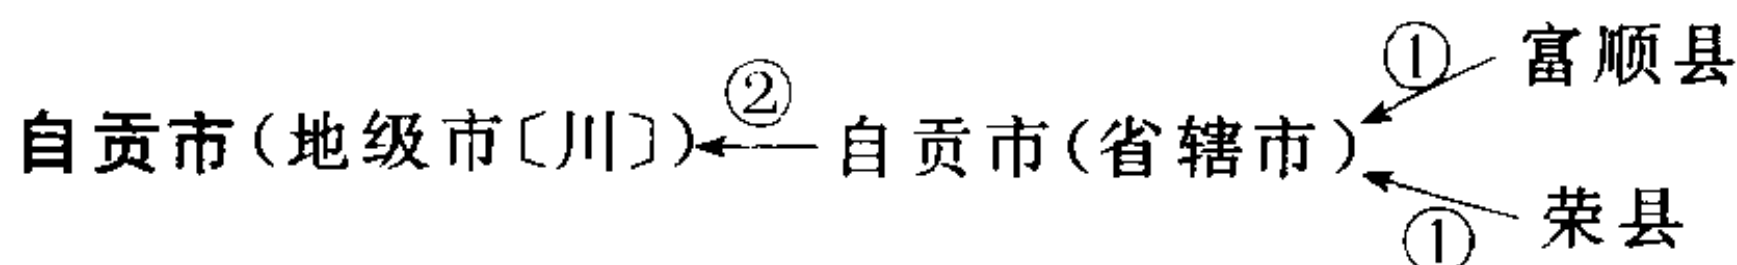 ① 富顺县
自贡市(地级市〔川〕) ② 自贡市(省辖市)
① 荣县